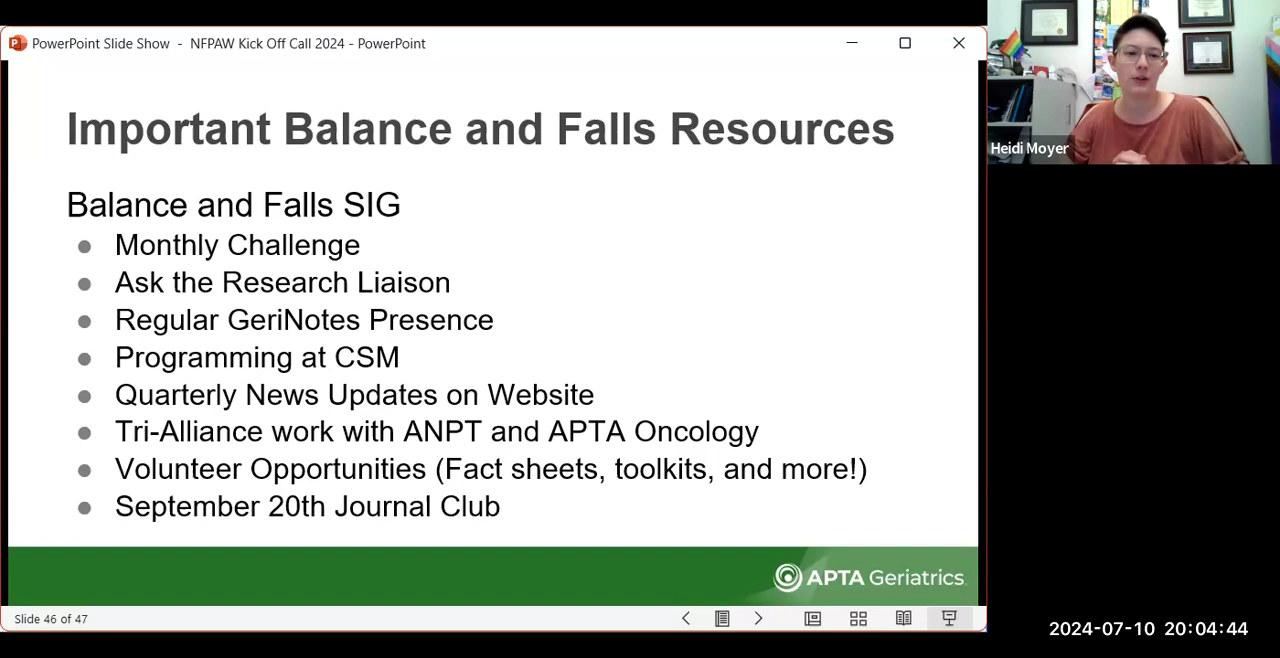 PowerPoint Slide Show - NFPAW Kick Off Call 2024 - PowerPoint
Important Balance and Falls Resources
Balance and Falls SIG
● Monthly Challenge
● Ask the Research Liaison
● Regular GeriNotes Presence
● Programming at CSM
● Quarterly News Updates on Website
● Tri-Alliance work with ANPT and APTA Oncology
● Volunteer Opportunities (Fact sheets, toolkits, and more!)
● September 20th Journal Club
APTA Geriatrics
Slide 46 of 47
Heidi Moyer
2024-07-10 20:04:44